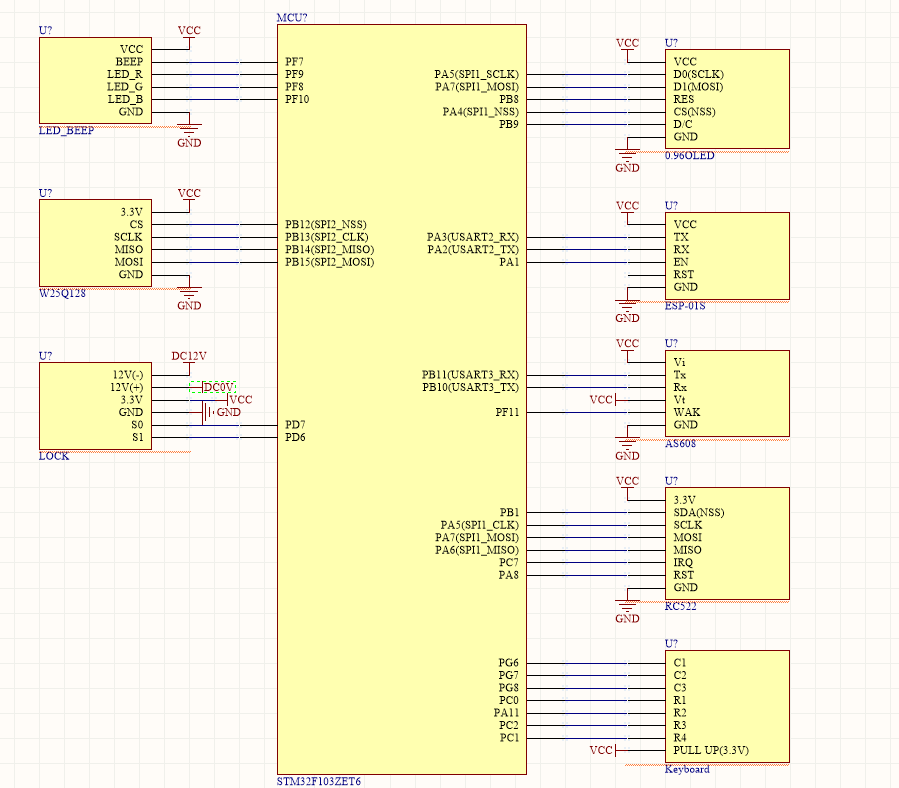 MCU?
U?
VCC
VCC
BEEP
LED_R
LED_G
LED_B
GND
GND
LED_BEEP
U?
VCC
3.3V
CS
SCLK
MISO
MOSI
GND
GND
W25Q128
U?
DC12V
12V(-)
12V(+)
DC0V
3.3V
VCC
GND
GND
S0
S1
LOCK
PF7
PF9
PF8
PF10
PB12(SPI2_NSS)
PB13(SPI2_CLK)
PB14(SPI2_MISO)
PB15(SPI2_MOSI)
PD7
PD6
PA5(SPI1_SCLK)
PA7(SPI1_MOSI)
PB8
PA4(SPI1_NSS)
PB9
PA3(USART2_RX)
PA2(USART2_TX)
PA1
PB11(USART3_RX)
PB10(USART3_TX)
PF11
PB1
PA5(SPI1_CLK)
PA7(SPI1_MOSI)
PA6(SPI1_MISO)
PC7
PA8
PG6
PG7
PG8
PC0
PA11
PC2
PC1
STM32F103ZET6
U?
VCC
VCC
D0(SCLK)
D1(MOSI)
RES
CS(NSS)
D/C
GND
GND
0.96OLED
U?
VCC
VCC
TX
RX
EN
RST
GND
GND
ESP-01S
U?
VCC
Vi
Tx
Rx
VCC
Vt
WAK
GND
GND
AS608
U?
VCC
3.3V
SDA(NSS)
SCLK
MOSI
MISO
IRQ
RST
GND
GND
RC522
U?
C1
C2
C3
R1
R2
R3
R4
VCC
PULL UP(3.3V)
Keyboard